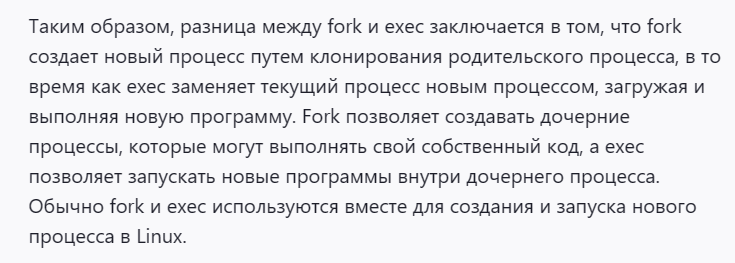 Таким образом, разница между fork и exec заключается в том, что fork
создает новый процесс путем клонирования родительского процесса, в то
время как exec заменяет текущий процесс новым процессом, загружая и
выполняя новую программу. Fork позволяет создавать дочерние
процессы, которые могут выполнять свой собственный код, а exec
позволяет запускать новые программы внутри дочернего процесса.
Обычно fork и exec используются вместе для создания и запуска нового
процесса в Linux.